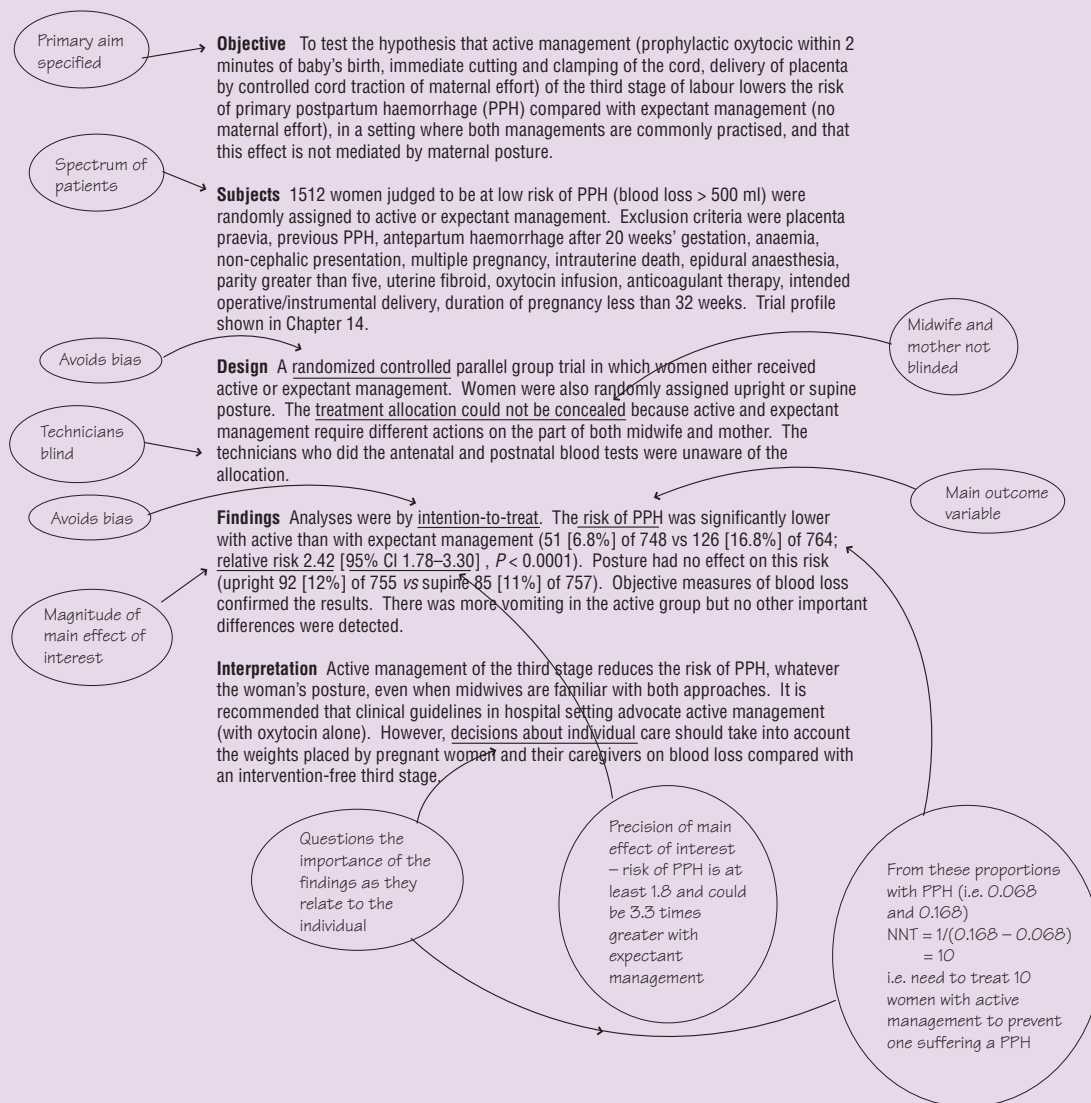 Primary aim
specified
Objective To test the hypothesis that active management (prophylactic oxytocic within 2
minutes of baby's birth, immediate cutting and clamping of the cord, delivery of placenta
by controlled cord traction of maternal effort) of the third stage of labour lowers the risk
of primary postpartum haemorrhage (PPH) compared with expectant management (no
maternal effort), in a setting where both managements are commonly practised, and that
this effect is not mediated by maternal posture.
Spectrum of
patients
Subjects 1512 women judged to be at low risk of PPH (blood loss > 500 ml) were
randomly assigned to active or expectant management. Exclusion criteria were placenta
praevia, previous PPH, antepartum haemorrhage after 20 weeks' gestation, anaemia,
non-cephalic presentation, multiple pregnancy, intrauterine death, epidural anaesthesia,
parity greater than five, uterine fibroid, oxytocin infusion, anticoagulant therapy, intended
operative/instrumental delivery, duration of pregnancy less than 32 weeks. Trial profile
shown in Chapter 14.
Midwife and
mother not
blinded
Avoids bias
Design A randomized controlled parallel group trial in which women either received
active or expectant management. Women were also randomly assigned upright or supine
posture. The treatment allocation could not be concealed because active and expectant
management require different actions on the part of both midwife and mother. The
technicians who did the antenatal and postnatal blood tests were unaware of the
allocation.
Technicians
blind
Avoids bias
Main outcome
variable
Findings Analyses were by intention-to-treat. The risk of PPH was significantly lower
with active than with expectant management (51 [6.8%] of 748 vs 126 [16.8%] of 764;
relative risk 2.42 [95% CI 1.78–3.30] , P < 0.0001). Posture had no effect on this risk
(upright 92 [12%] of 755 vs supine 85 [11%] of 757). Objective measures of blood loss
confirmed the results. There was more vomiting in the active group but no other important
differences were detected.
Magnitude of
main effect of
interest
Interpretation Active management of the third stage reduces the risk of PPH, whatever
the woman's posture, even when midwives are familiar with both approaches. It is
recommended that clinical guidelines in hospital setting advocate active management
(with oxytocin alone). However, decisions about individual care should take into account
the weights placed by pregnant women and their caregivers on blood loss compared with
an intervention-free third stage.
Questions the
importance of the
findings as they
relate to the
individual
Precision of main
effect of interest
– risk of PPH is at
least 1.8 and could
be 3.3 times
greater with
expectant
management
From these proportions
with PPH (i.e. 0.068
and 0.168)
NNT = 1/(0.168 – 0.068)
= 10
i.e. need to treat 10
women with active
management to prevent
one suffering a PPH